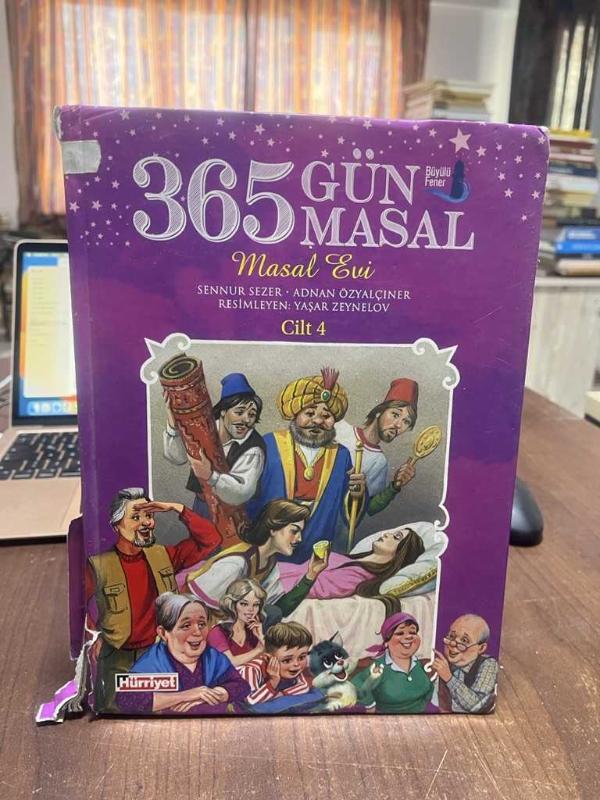 365 GÜN MASAL
Büyülü Fener
Masal Evi
SENNUR SEZER • ADNAN ÖZYALÇINER
RESİMLEYEN: YAŞAR ZEYNELOV
Cilt 4
Hürriyet